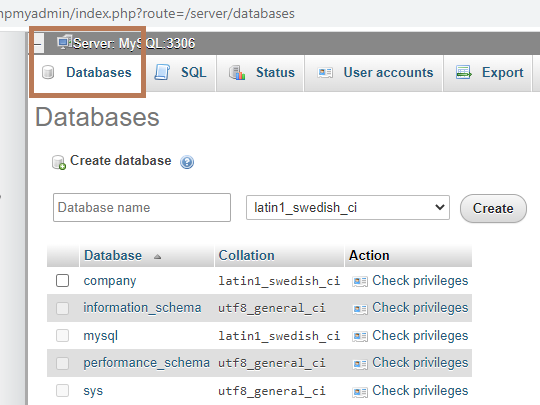 npmyadmin/index.php?route=/server/databases
Server: MySQL:3306
Databases SQL Status User accounts Export
Databases
Create database
Database name latin1_swedish_ci Create
Database Collation Action
company latin1_swedish_ci Check privileges
information_schema utf8_general_ci Check privileges
mysql latin1_swedish_ci Check privileges
performance_schema utf8_general_ci Check privileges
sys utf8_general_ci Check privileges